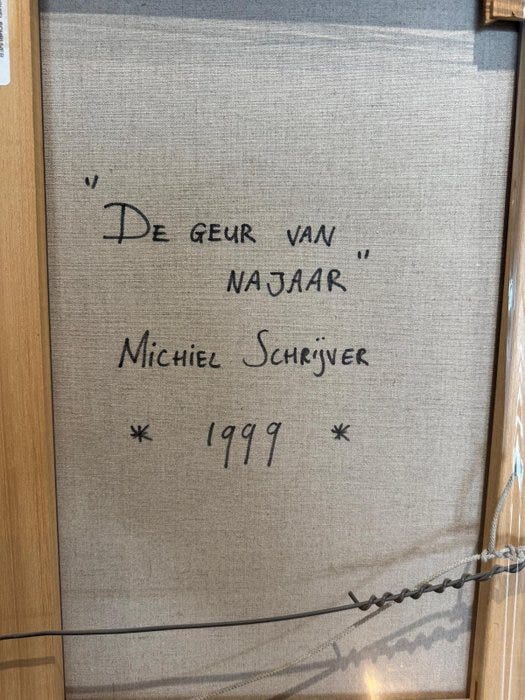 "De geur van
najaar"
Michiel Schrijver
* 1999 *